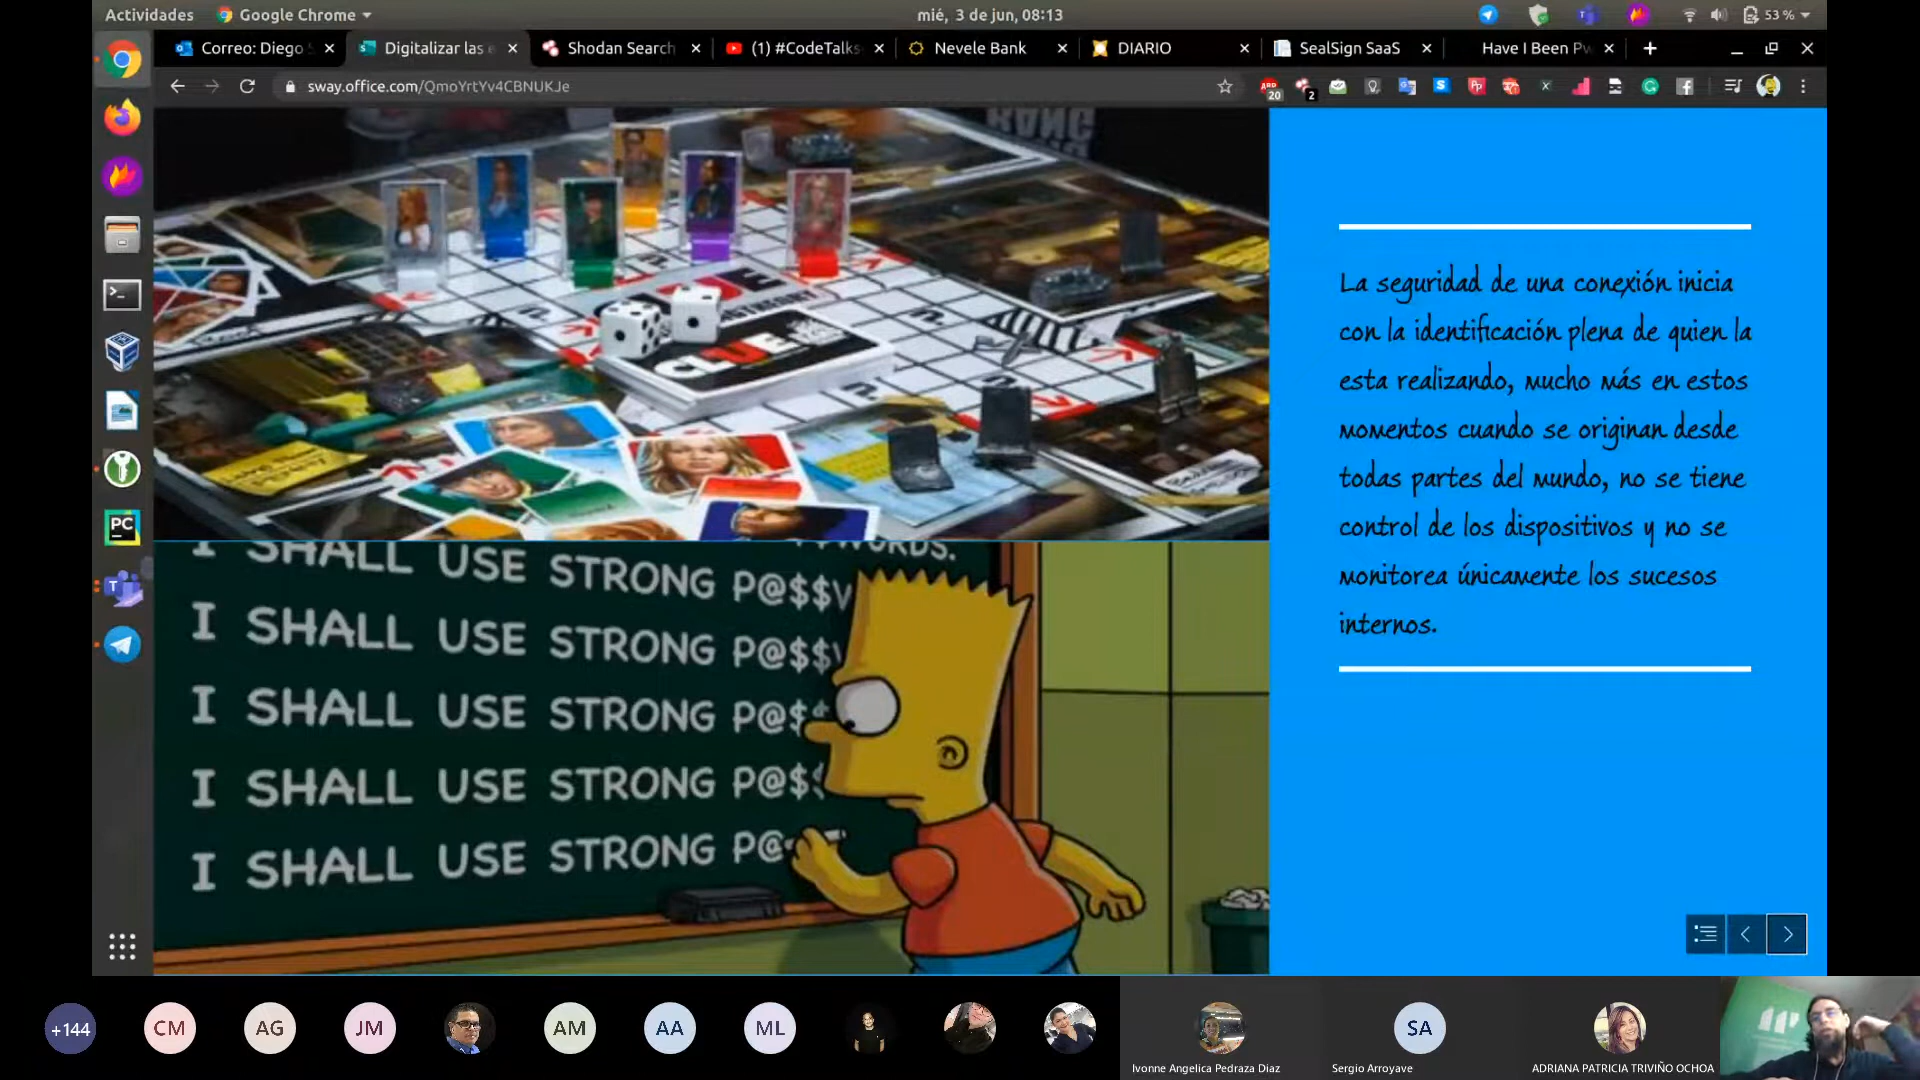 Actividades
Google Chrome
mié, 3 de jun, 08:13
53 %
Correo: Diego
Digitalizar las
Shodan Search
(1) #CodeTalks
Nevele Bank
DIARIO
SealSign SaaS
Have I Been Pw
sway.office.com/QmoYrtYv4CBNUKJe
20
2
CLUE
La seguridad de una conexión inicia
con la identificación plena de quien la
esta realizando, mucho más en estos
momentos cuando se originan desde
todas partes del mundo, no se tiene
control de los dispositivos y no se
monitorea únicamente los sucesos
internos.
I SHALL USE STRONG P@$$W
I SHALL USE STRONG P@$$W
I SHALL USE STRONG P@$$
I SHALL USE STRONG P@$$
I SHALL USE STRONG P@
PC
+144
CM
AG
JM
AM
AA
ML
SA
Ivonne Angelica Pedraza Diaz
Sergio Arroyave
ADRIANA PATRICIA TRIVIÑO OCHOA